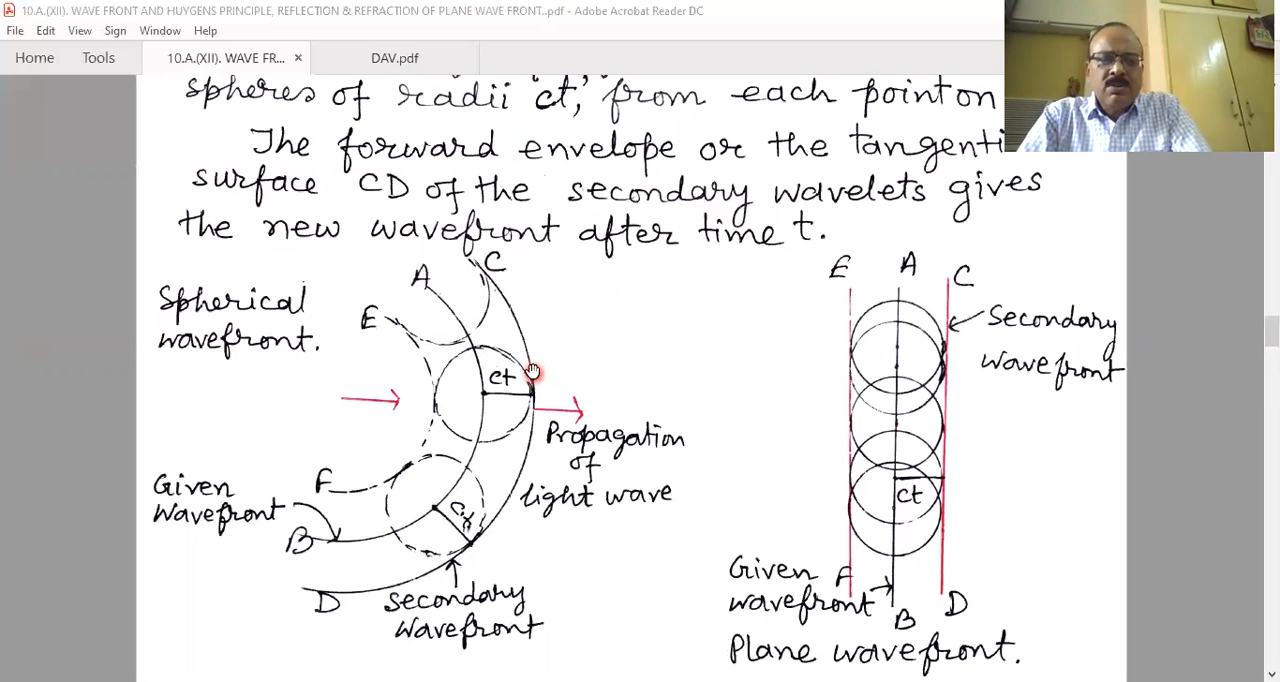 10.A.(XII). WAVE FRONT AND HUYGENS PRINCIPLE, REFLECTION & REFRACTION OF PLANE WAVE FRONT..pdf - Adobe Acrobat Reader DC
File Edit View Sign Window Help
Home Tools 10.A.(XII). WAVE FR... × DAV.pdf
spheres of radii 'ct,' from each point on
The forward envelope or the tangenti
surface CD of the secondary wavelets gives
the new wavefront after time t.
Spherical
wavefront.
A
C
E
ct
Propagation
of
light wave
F
Given
wavefront
B
D
Secondary
wavefront
E A C
Secondary
wavefront
ct
Given F
wavefront
B D
Plane wavefront.